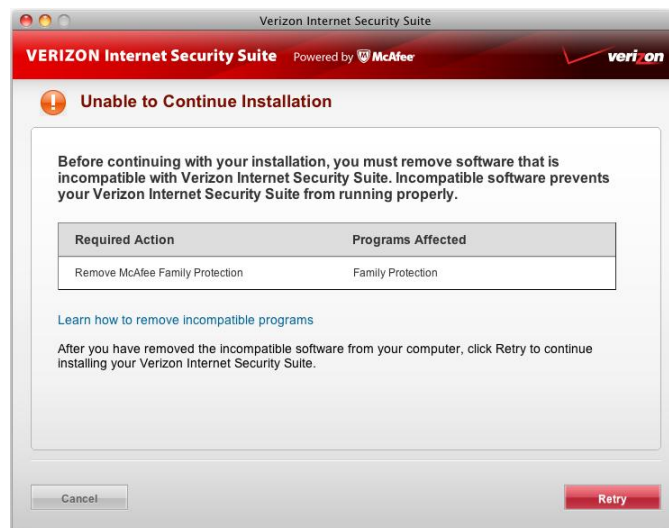 Verizon Internet Security Suite
VERIZON Internet Security Suite Powered by McAfee verizon
Unable to Continue Installation
Before continuing with your installation, you must remove software that is
incompatible with Verizon Internet Security Suite. Incompatible software prevents
your Verizon Internet Security Suite from running properly.
Required Action Programs Affected
Remove McAfee Family Protection Family Protection
Learn how to remove incompatible programs
After you have removed the incompatible software from your computer, click Retry to continue
installing your Verizon Internet Security Suite.
Cancel Retry